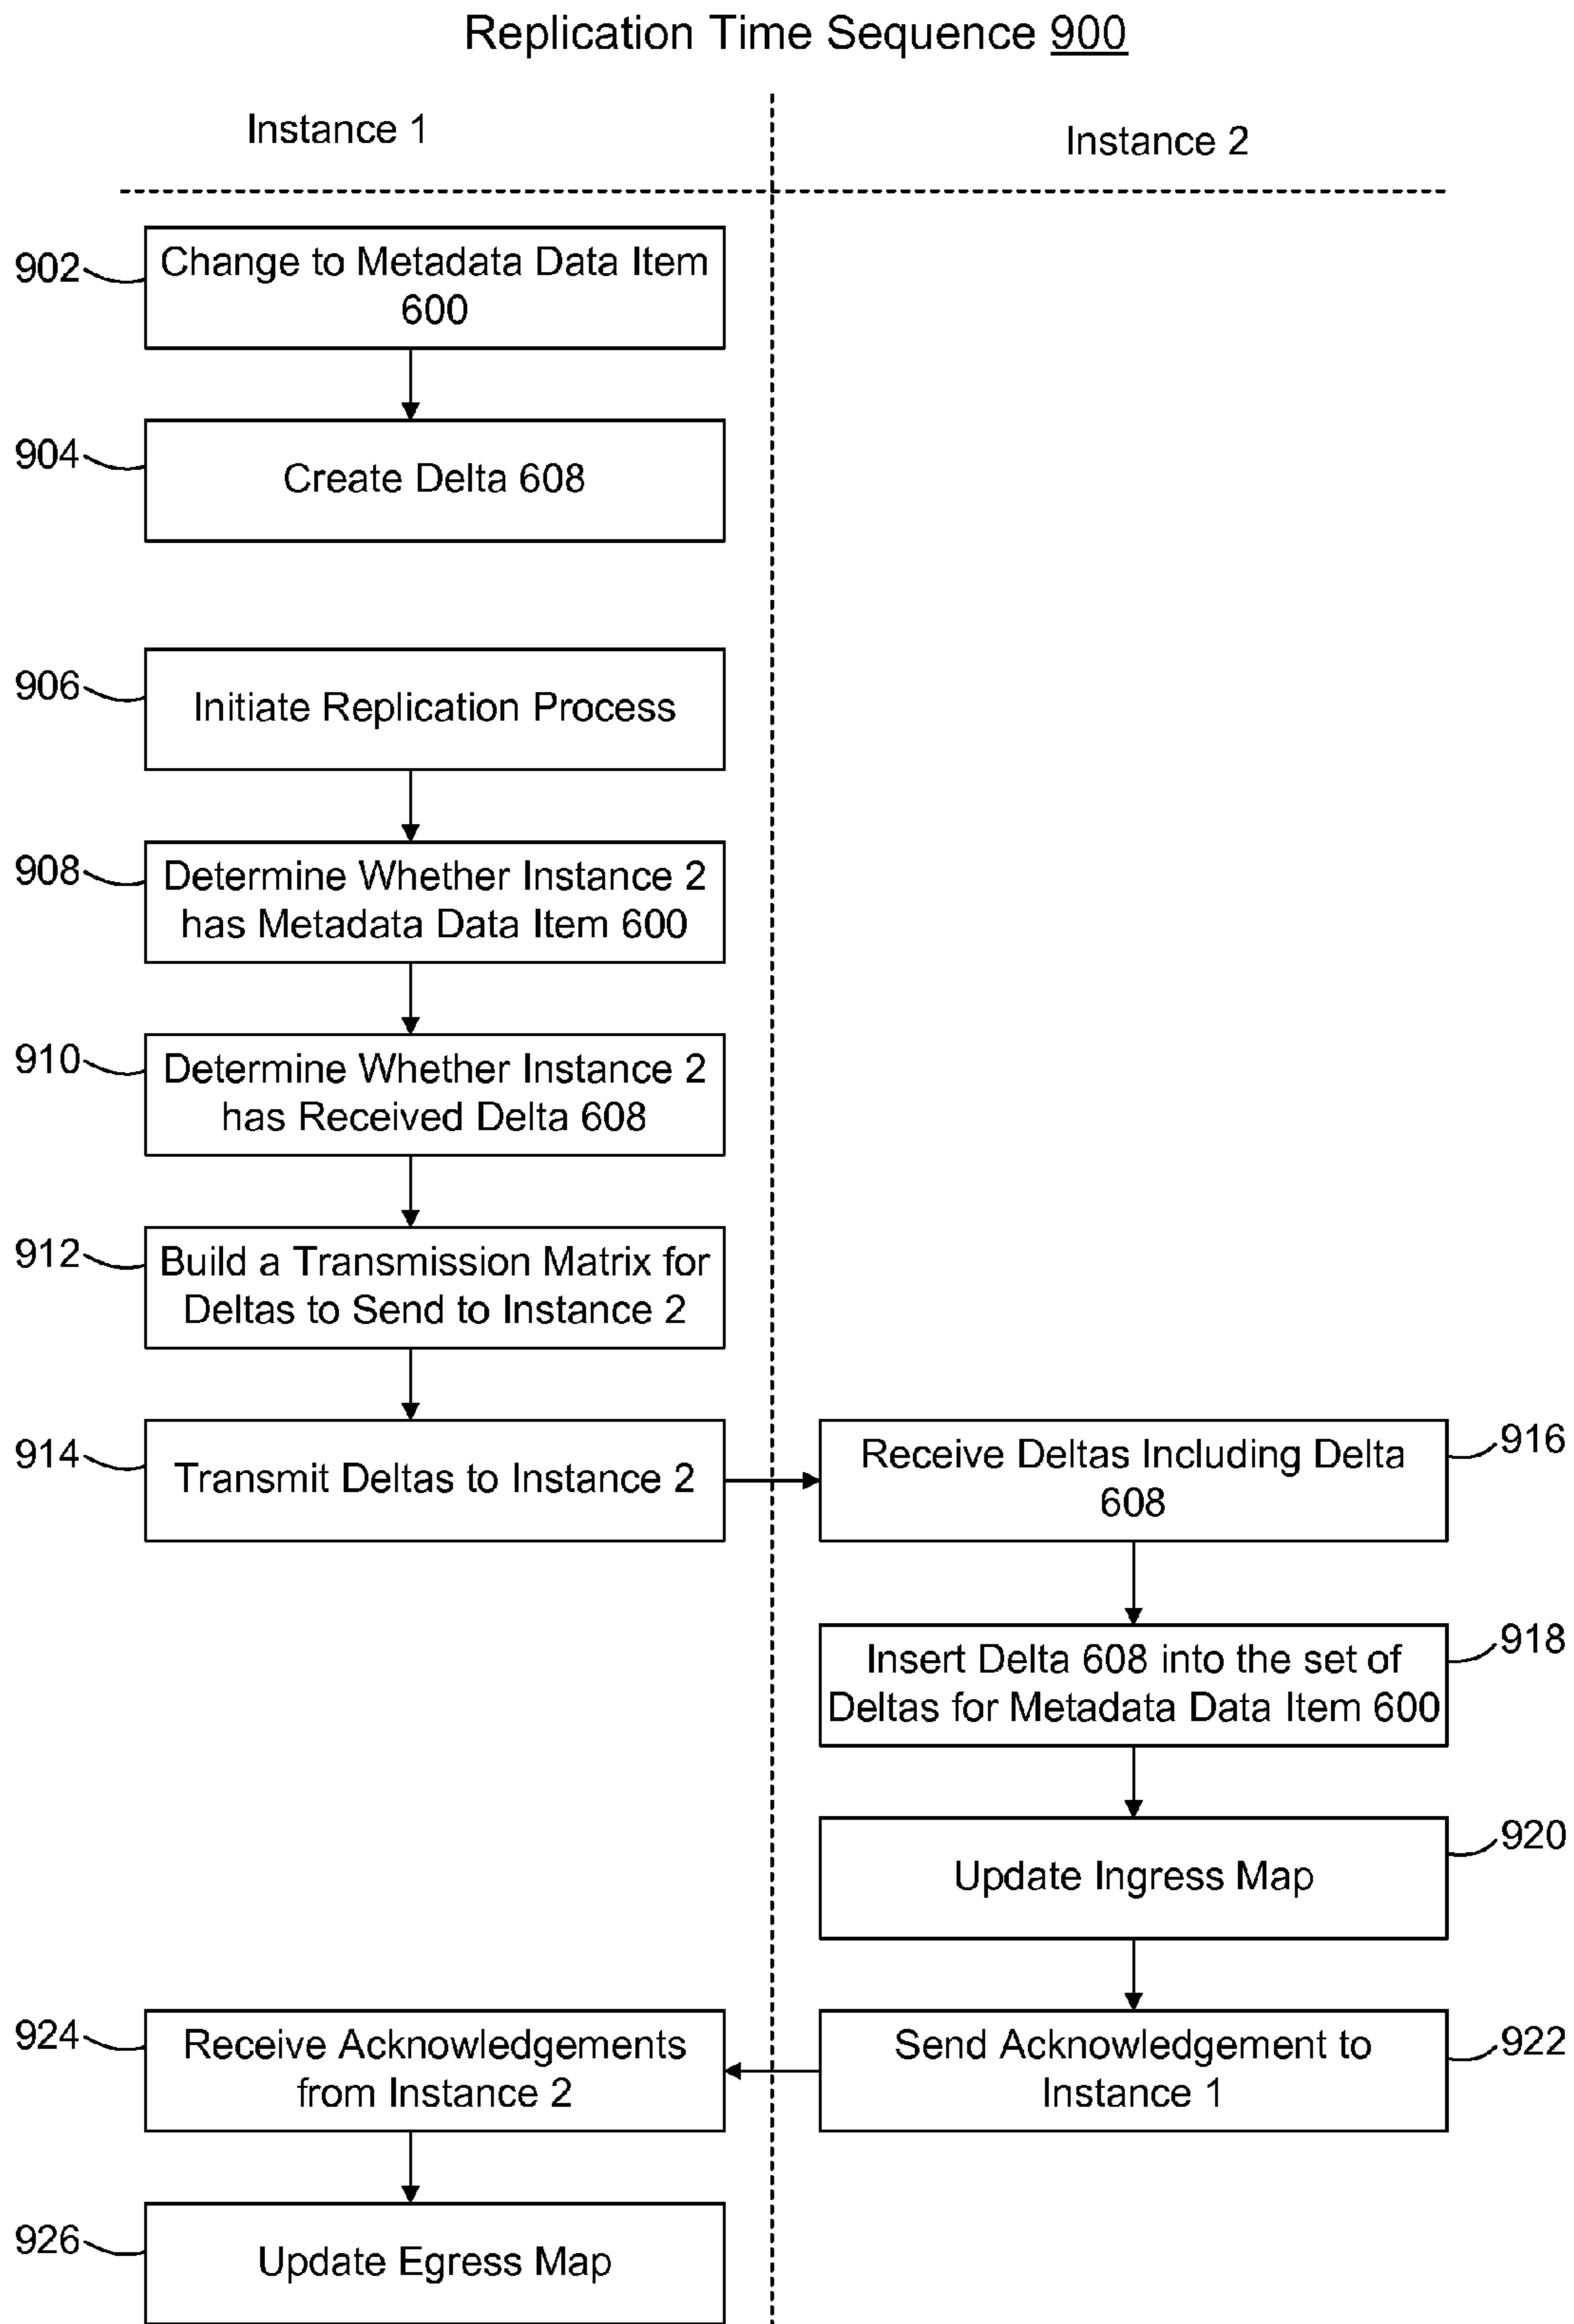 Replication Time Sequence 900
Instance 1
Instance 2
902
Change to Metadata Data Item
600
904
Create Delta 608
906
Initiate Replication Process
908
Determine Whether Instance 2
has Metadata Data Item 600
910
Determine Whether Instance 2
has Received Delta 608
912
Build a Transmission Matrix for
Deltas to Send to Instance 2
914
Transmit Deltas to Instance 2
Receive Deltas Including Delta
608
916
Insert Delta 608 into the set of
Deltas for Metadata Data Item 600
918
Update Ingress Map
920
Send Acknowledgement to
Instance 1
922
924
Receive Acknowledgements
from Instance 2
926
Update Egress Map